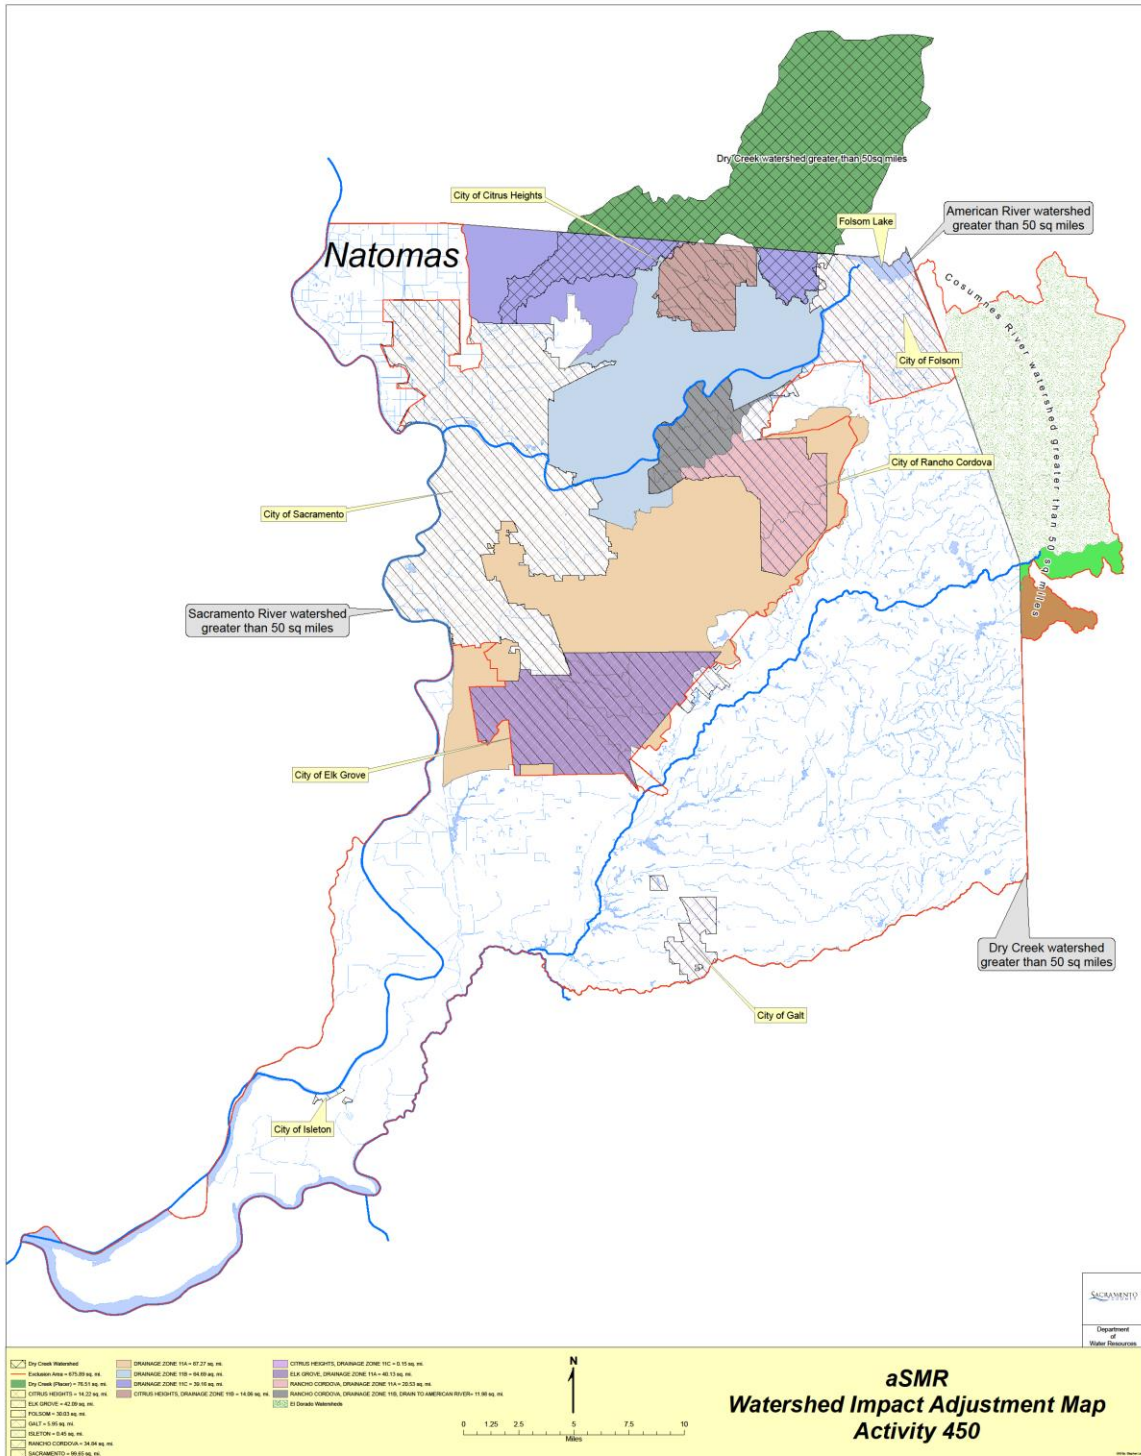 Dry Creek watershed greater than 50sq miles
City of Citrus Heights
Folsom Lake
American River watershed
greater than 50 sq miles
Natomas
Cosumnes River watershed greater than 50 sq miles
City of Folsom
City of Rancho Cordova
City of Sacramento
Sacramento River watershed
greater than 50 sq miles
City of Elk Grove
Dry Creek watershed
greater than 50 sq miles
City of Galt
City of Isleton
SACRAMENTO
COUNTY
Department
of
Water Resources
Dry Creek Watershed
Exclusion Area = 675.89 sq. mi.
Dry Creek (Placer) = 76.51 sq. mi.
CITRUS HEIGHTS = 14.22 sq. mi.
ELK GROVE = 42.09 sq. mi.
FOLSOM = 30.03 sq. mi.
GALT = 5.95 sq. mi.
ISLETON = 0.45 sq. mi.
RANCHO CORDOVA = 34.84 sq. mi.
SACRAMENTO = 99.65 sq. mi.
DRAINAGE ZONE 11A = 87.27 sq. mi.
DRAINAGE ZONE 11B = 84.69 sq. mi.
DRAINAGE ZONE 11C = 39.16 sq. mi.
CITRUS HEIGHTS, DRAINAGE ZONE 11B = 14.06 sq. mi.
CITRUS HEIGHTS, DRAINAGE ZONE 11C = 0.15 sq. mi.
ELK GROVE, DRAINAGE ZONE 11A = 40.13 sq. mi.
RANCHO CORDOVA, DRAINAGE ZONE 11A = 20.53 sq. mi.
RANCHO CORDOVA, DRAINAGE ZONE 11B, DRAIN TO AMERICAN RIVER= 11.98 sq. mi.
El Dorado Watersheds
N
0 1.25 2.5 5 7.5 10
Miles
aSMR
Watershed Impact Adjustment Map
Activity 450